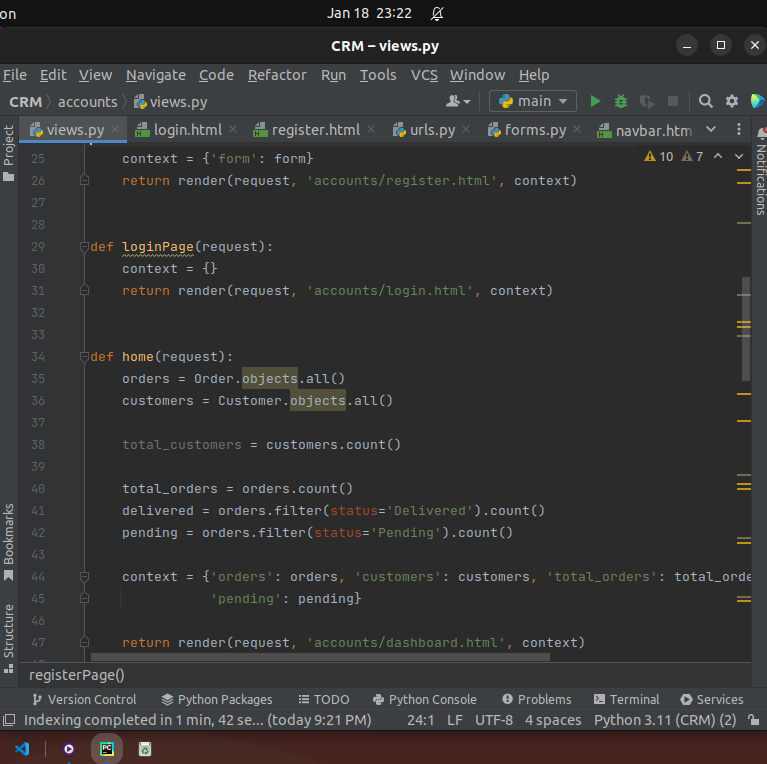 on
Jan 18 23:22
CRM – views.py
File Edit View Navigate Code Refactor Run Tools VCS Window Help
CRM accounts views.py main
views.py login.html register.html urls.py forms.py navbar.htm
Project
Notifications
10 7
25 context = {'form': form}
26 return render(request, 'accounts/register.html', context)
27
28
29 def loginPage(request):
30 context = {}
31 return render(request, 'accounts/login.html', context)
32
33
34 def home(request):
35 orders = Order.objects.all()
36 customers = Customer.objects.all()
37
38 total_customers = customers.count()
39
40 total_orders = orders.count()
41 delivered = orders.filter(status='Delivered').count()
42 pending = orders.filter(status='Pending').count()
43
44 context = {'orders': orders, 'customers': customers, 'total_orders': total_orde
45 'pending': pending}
46
47 return render(request, 'accounts/dashboard.html', context)
Bookmarks
Structure
registerPage()
Version Control Python Packages TODO Python Console Problems Terminal Services
Indexing completed in 1 min, 42 se... (today 9:21 PM) 24:1 LF UTF-8 4 spaces Python 3.11 (CRM) (2)
PC